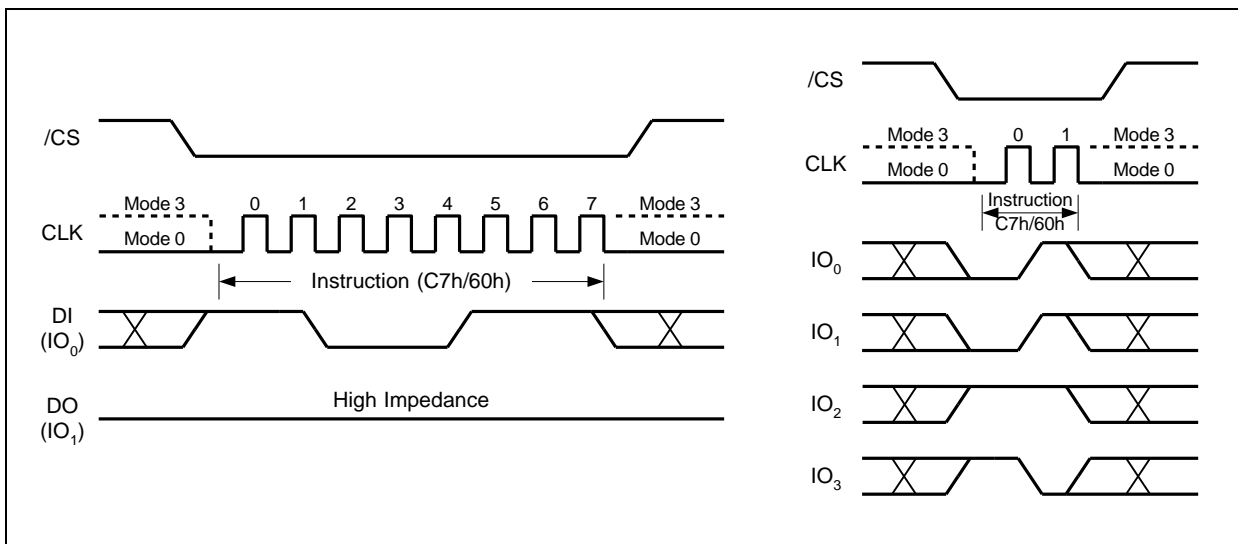 /CS
Mode 3 0 1 2 3 4 5 6 7 Mode 3
CLK Mode 0 Mode 0
Instruction (C7h/60h)
DI
(IO0)
High Impedance
DO
(IO1)
/CS
Mode 3 0 1 Mode 3
CLK Mode 0 Mode 0
Instruction
C7h/60h
IO0
IO1
IO2
IO3